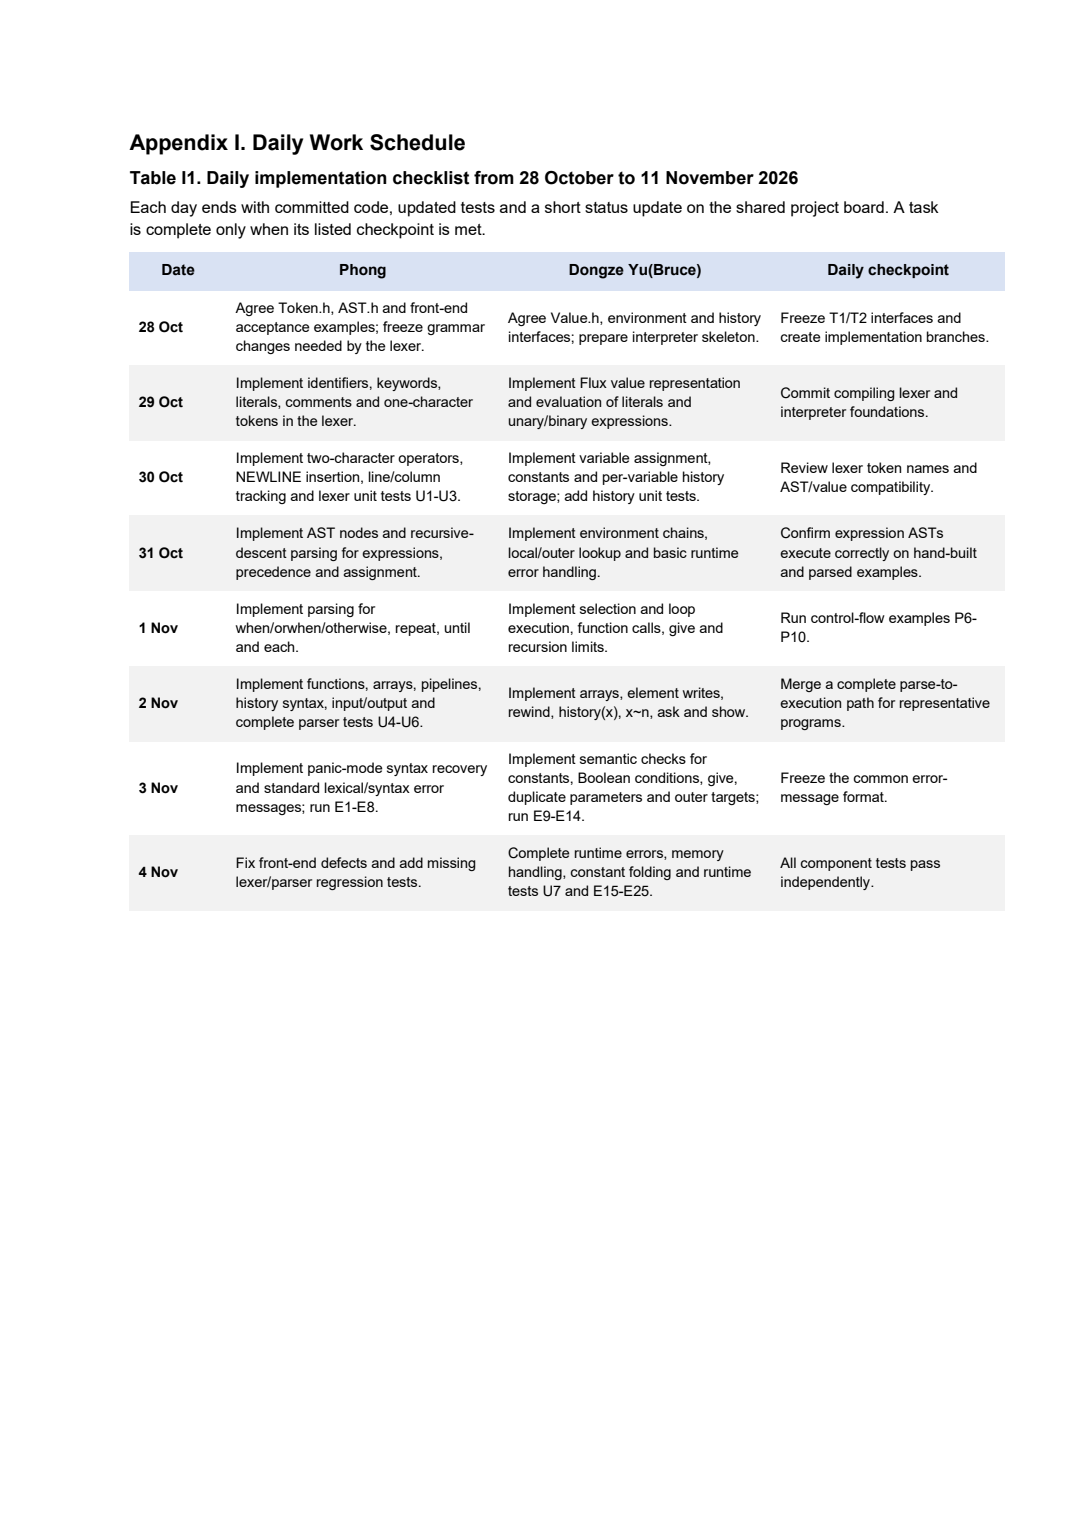 Appendix I. Daily Work Schedule
Table I1. Daily implementation checklist from 28 October to 11 November 2026
Each day ends with committed code, updated tests and a short status update on the shared project board. A task
is complete only when its listed checkpoint is met.
Date Phong Dongze Yu(Bruce) Daily checkpoint
28 Oct
Agree Token.h, AST.h and front-end
acceptance examples; freeze grammar
changes needed by the lexer.
Agree Value.h, environment and history
interfaces; prepare interpreter skeleton.
Freeze T1/T2 interfaces and
create implementation branches.
29 Oct
Implement identifiers, keywords,
literals, comments and one-character
tokens in the lexer.
Implement Flux value representation
and evaluation of literals and
unary/binary expressions.
Commit compiling lexer and
interpreter foundations.
30 Oct
Implement two-character operators,
NEWLINE insertion, line/column
tracking and lexer unit tests U1-U3.
Implement variable assignment,
constants and per-variable history
storage; add history unit tests.
Review lexer token names and
AST/value compatibility.
31 Oct
Implement AST nodes and recursive-
descent parsing for expressions,
precedence and assignment.
Implement environment chains,
local/outer lookup and basic runtime
error handling.
Confirm expression ASTs
execute correctly on hand-built
and parsed examples.
1 Nov
Implement parsing for
when/orwhen/otherwise, repeat, until
and each.
Implement selection and loop
execution, function calls, give and
recursion limits.
Run control-flow examples P6-
P10.
2 Nov
Implement functions, arrays, pipelines,
history syntax, input/output and
complete parser tests U4-U6.
Implement arrays, element writes,
rewind, history(x), x~n, ask and show.
Merge a complete parse-to-
execution path for representative
programs.
3 Nov
Implement panic-mode syntax recovery
and standard lexical/syntax error
messages; run E1-E8.
Implement semantic checks for
constants, Boolean conditions, give,
duplicate parameters and outer targets;
run E9-E14.
Freeze the common error-
message format.
4 Nov
Fix front-end defects and add missing
lexer/parser regression tests.
Complete runtime errors, memory
handling, constant folding and runtime
tests U7 and E15-E25.
All component tests pass
independently.